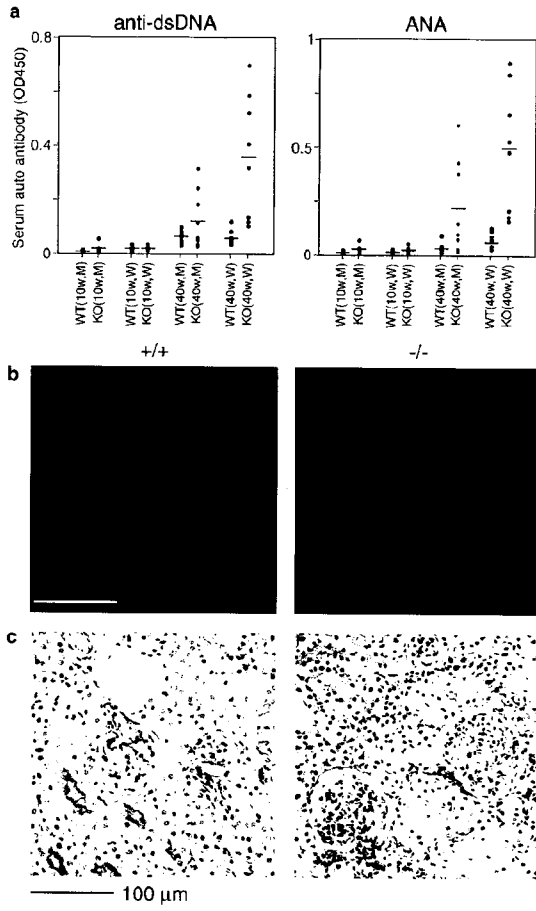 a
anti-dsDNA
ANA
Serum auto antibody (OD450)
0.8
0.4
0
1
0.5
0
WT(10w,M)
KO(10w,M)
WT(10w,W)
KO(10w,W)
WT(40w,M)
KO(40w,M)
WT(40w,W)
KO(40w,W)
WT(10w,M)
KO(10w,M)
WT(10w,W)
KO(10w,W)
WT(40w,M)
KO(40w,M)
WT(40w,W)
KO(40w,W)
+/+
-/-
b
c
100 µm